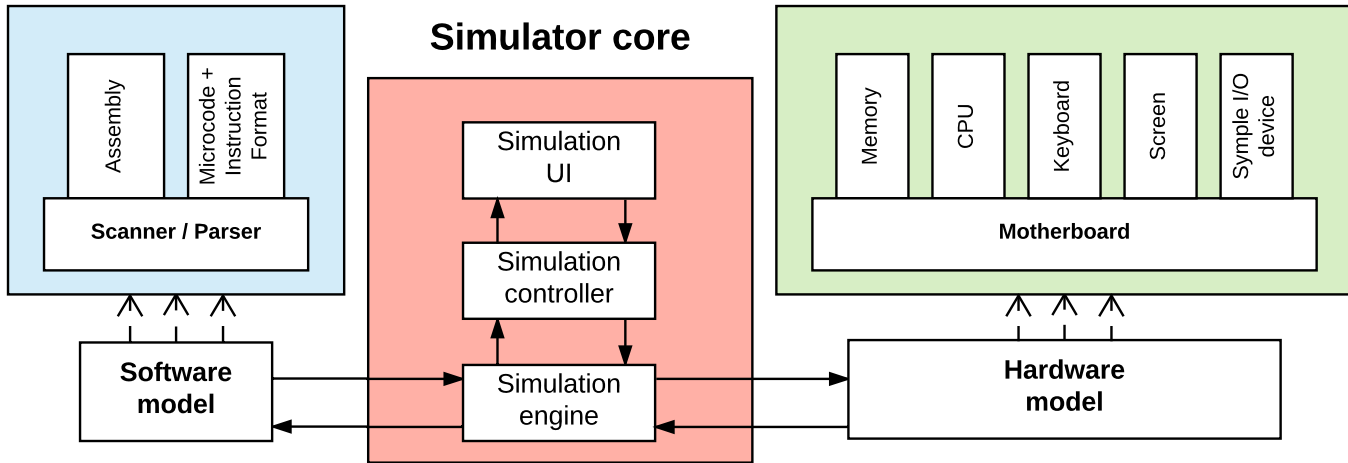 Simulator core
Assembly
Microcode +
Instruction
Format
Scanner / Parser
Simulation
UI
Simulation
controller
Simulation
engine
Memory
CPU
Keyboard
Screen
Symple I/O
device
Motherboard
Software
model
Hardware
model